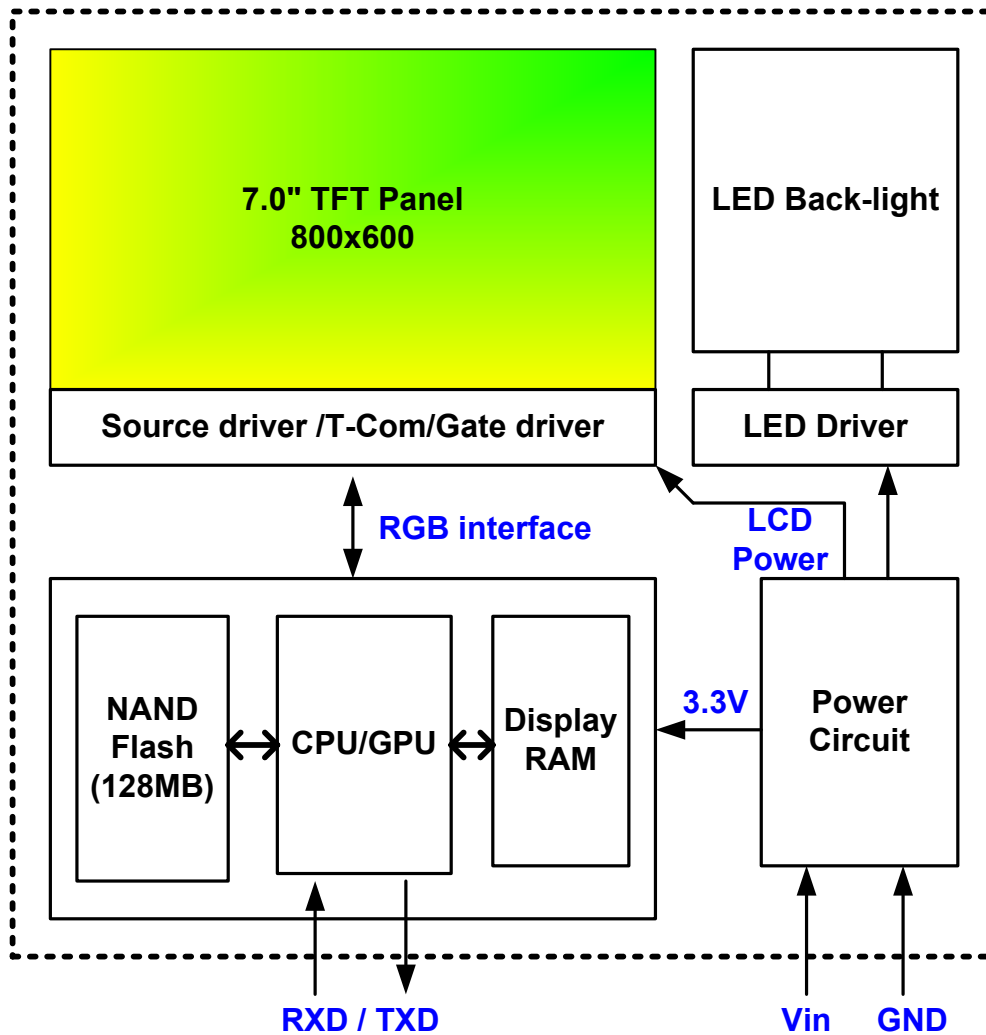 7.0" TFT Panel
800x600
LED Back-light
Source driver /T-Com/Gate driver
LED Driver
RGB interface
LCD
Power
NAND
Flash
(128MB)
CPU/GPU
Display
RAM
3.3V
Power
Circuit
RXD / TXD
Vin
GND